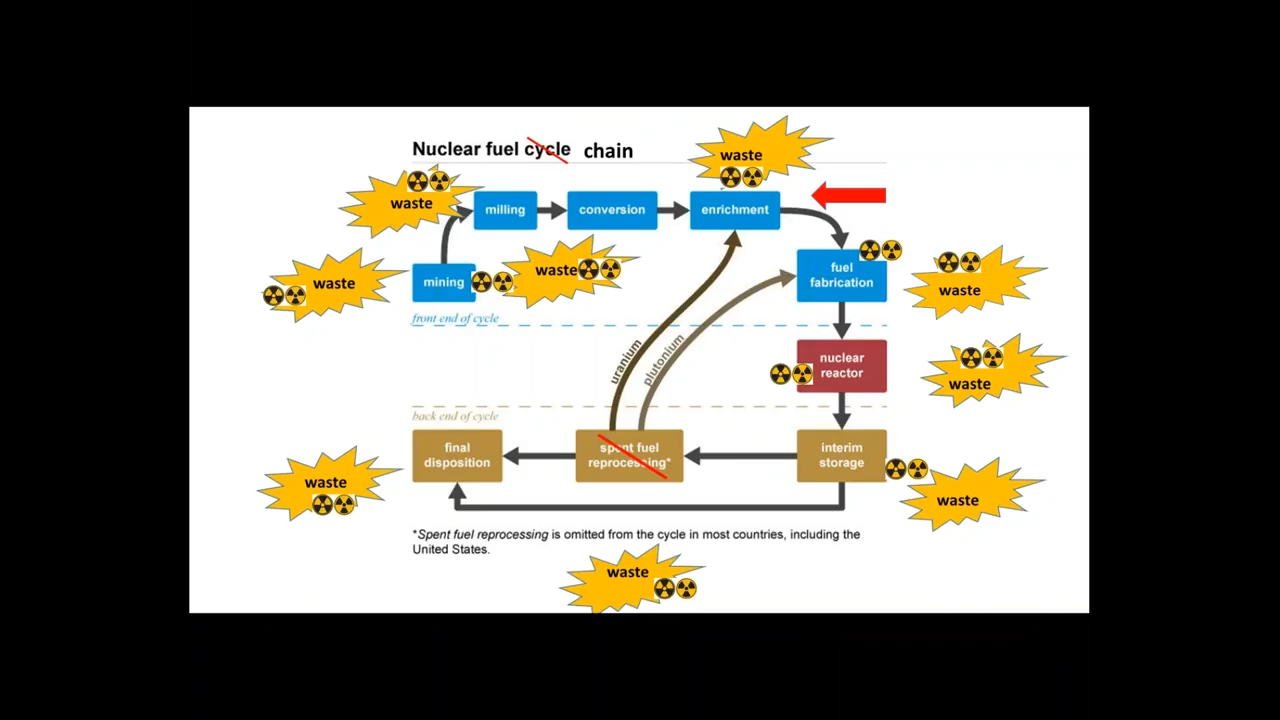 Nuclear fuel cycle chain
waste
waste
milling
conversion
enrichment
waste
mining
waste
fuel
fabrication
waste
front end of cycle
uranium
plutonium
nuclear
reactor
waste
back end of cycle
final
disposition
spent fuel
reprocessing*
interim
storage
waste
waste
*Spent fuel reprocessing is omitted from the cycle in most countries, including the
United States.
waste